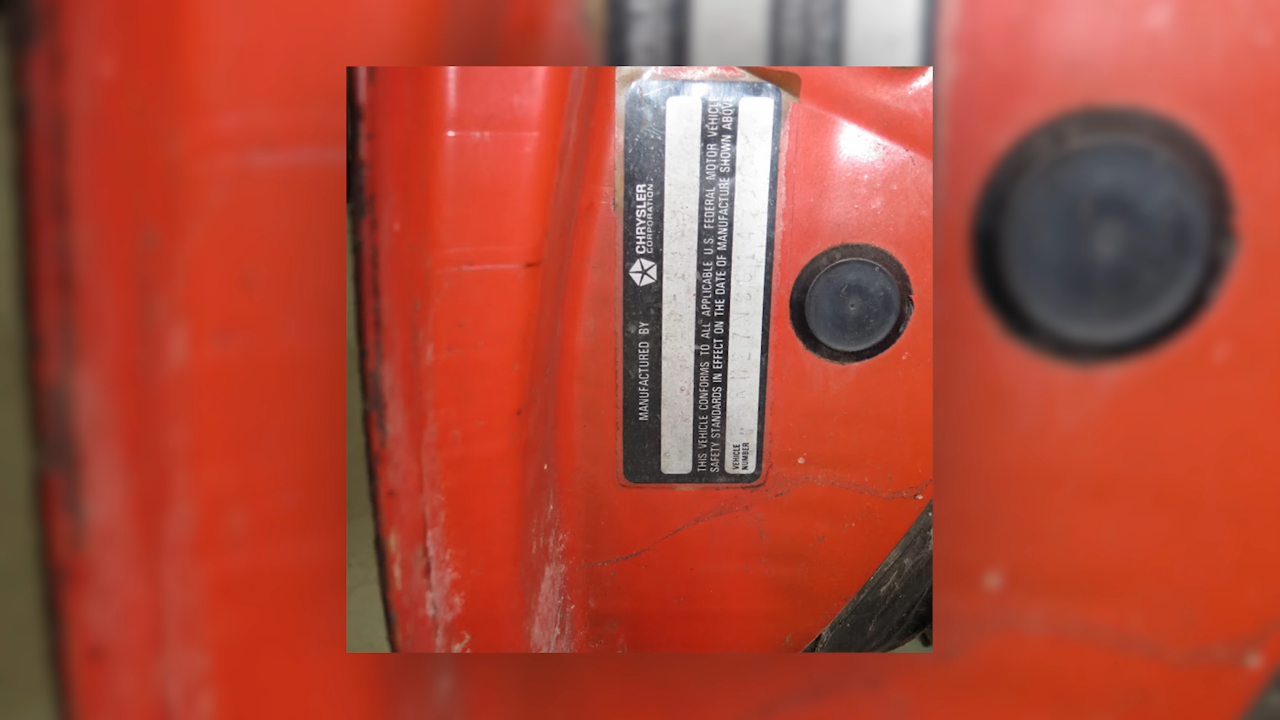 MANUFACTURED BY CHRYSLER
CORPORATION
THIS VEHICLE CONFORMS TO ALL APPLICABLE U.S. FEDERAL MOTOR VEHICLE
SAFETY STANDARDS IN EFFECT ON THE DATE OF MANUFACTURE SHOWN ABOVE
VEHICLE
NUMBER